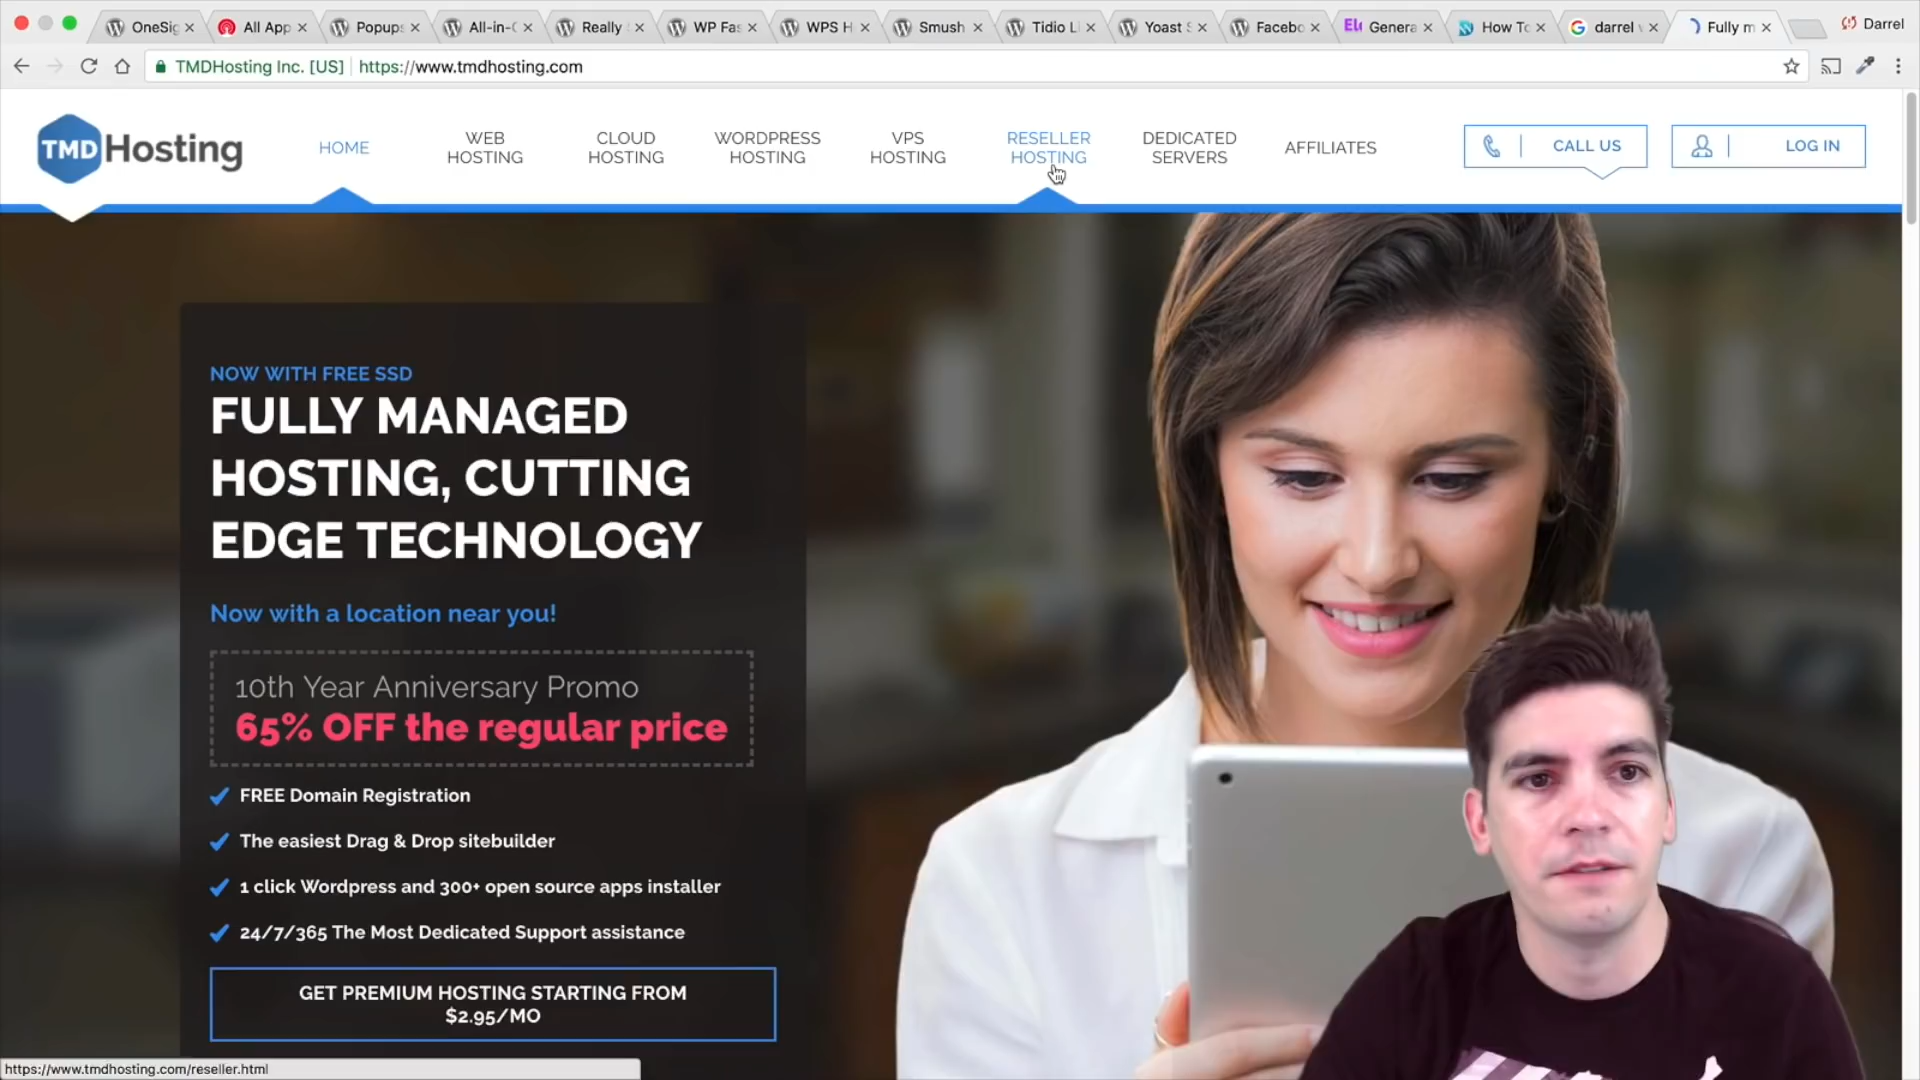 OneSig
All App
Popups
All-in-O
Really S
WP Fas
WPS H
Smush
Tidio Li
Yoast S
Facebo
Genera
How To
darrel w
Fully m
Darrel
TMDHosting Inc. [US]
https://www.tmdhosting.com
TMD Hosting
HOME
WEB
HOSTING
CLOUD
HOSTING
WORDPRESS
HOSTING
VPS
HOSTING
RESELLER
HOSTING
DEDICATED
SERVERS
AFFILIATES
CALL US
LOG IN
NOW WITH FREE SSD
FULLY MANAGED
HOSTING, CUTTING
EDGE TECHNOLOGY
Now with a location near you!
10th Year Anniversary Promo
65% OFF the regular price
FREE Domain Registration
The easiest Drag & Drop sitebuilder
1 click Wordpress and 300+ open source apps installer
24/7/365 The Most Dedicated Support assistance
GET PREMIUM HOSTING STARTING FROM
$2.95/MO
https://www.tmdhosting.com/reseller.html